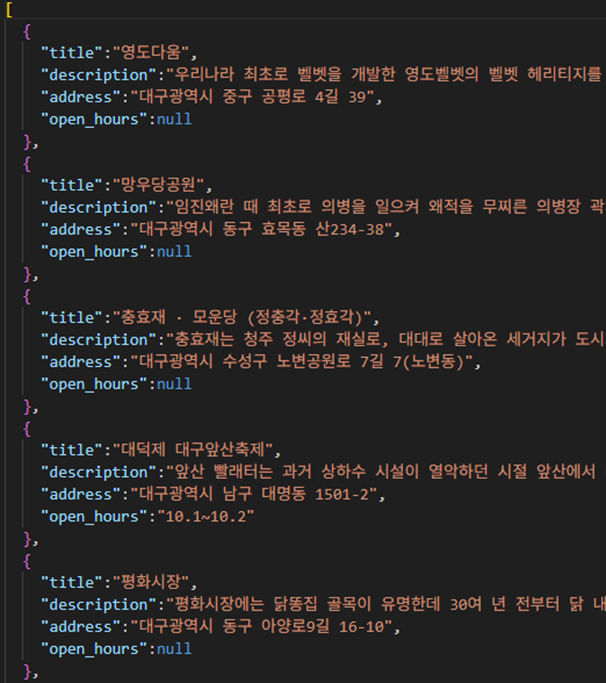 [
{
"title":"영도다움",
"description":"우리나라 최초로 벨벳을 개발한 영도벨벳의 벨벳 헤리티지를
"address":"대구광역시 중구 공평로 4길 39",
"open_hours":null
},
{
"title":"망우당공원",
"description":"임진왜란 때 최초로 의병을 일으켜 왜적을 무찌른 의병장 곽
"address":"대구광역시 동구 효목동 산234-38",
"open_hours":null
},
{
"title":"충효재 · 모운당 (정충각·정효각)",
"description":"충효재는 청주 정씨의 재실로, 대대로 살아온 세거지가 도시
"address":"대구광역시 수성구 노변공원로 7길 7(노변동)",
"open_hours":null
},
{
"title":"대덕제 대구앞산축제",
"description":"앞산 빨래터는 과거 상하수 시설이 열악하던 시절 앞산에서
"address":"대구광역시 남구 대명동 1501-2",
"open_hours":"10.1~10.2"
},
{
"title":"평화시장",
"description":"평화시장에는 닭똥집 골목이 유명한데 30여 년 전부터 닭 내
"address":"대구광역시 동구 아양로9길 16-10",
"open_hours":null
},